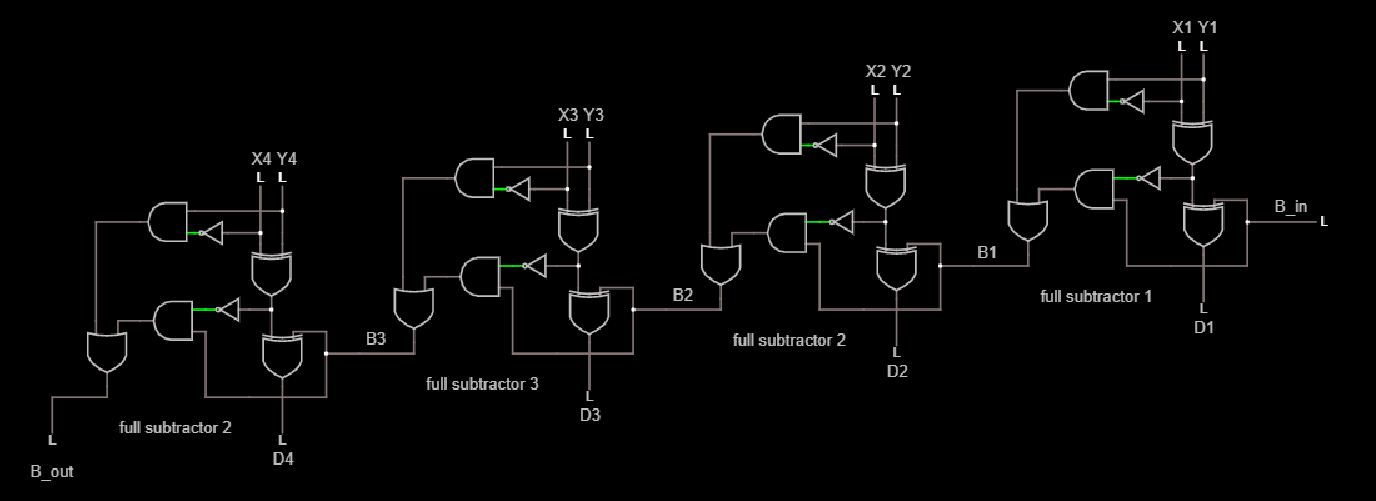 X1 Y1
L L
X2 Y2
L L
X3 Y3
L L
X4 Y4
L L
B_in
L
B1
full subtractor 1
B2
L
D1
full subtractor 2
B3
L
D2
full subtractor 3
L
D3
full subtractor 2
L
L
D4
B_out